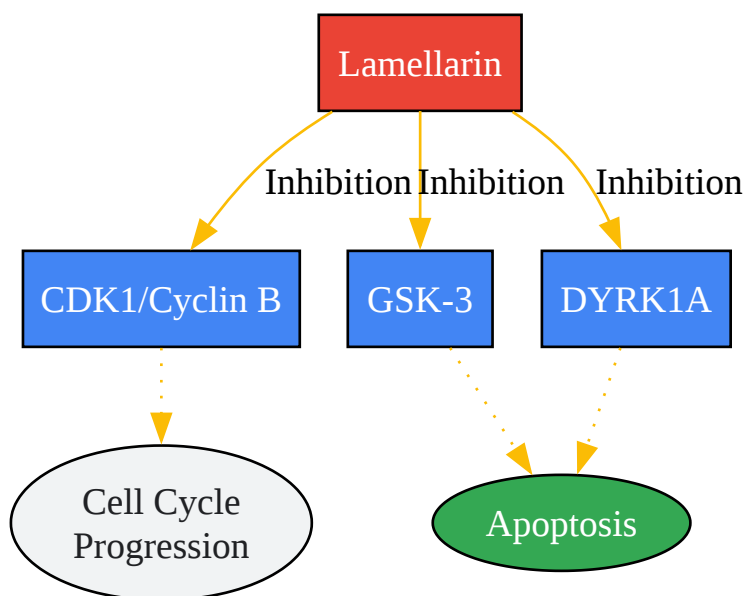 Lamellarin
Inhibition
Inhibition
Inhibition
CDK1/Cyclin B
GSK-3
DYRK1A
Cell Cycle
Progression
Apoptosis